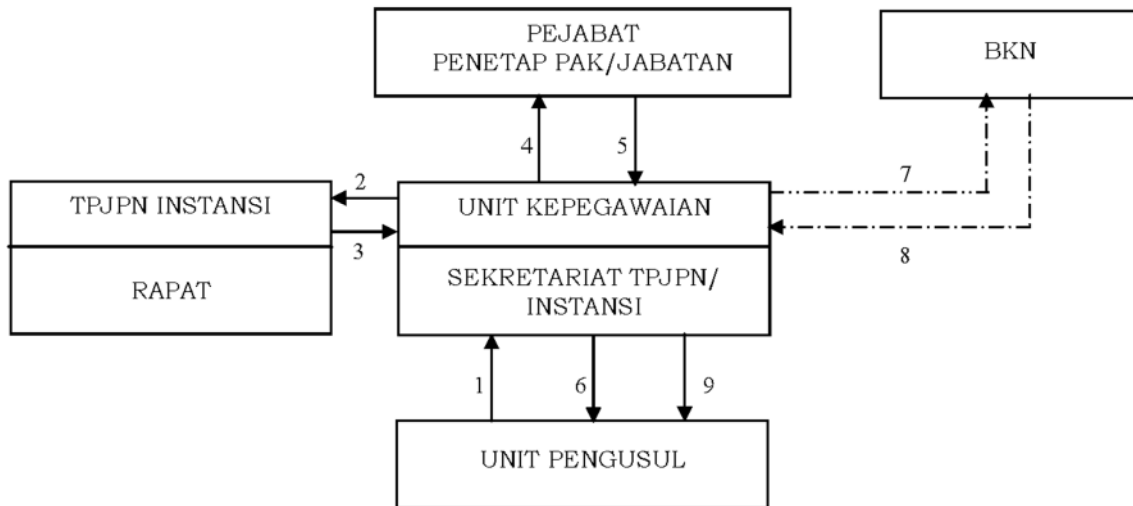 PEJABAT
PENETAP PAK/JABATAN
BKN
4
5
7
2
TPJPN INSTANSI
UNIT KEPEGAWAIAN
3
8
RAPAT
SEKRETARIAT TPJPN/
INSTANSI
1
6
9
UNIT PENGUSUL